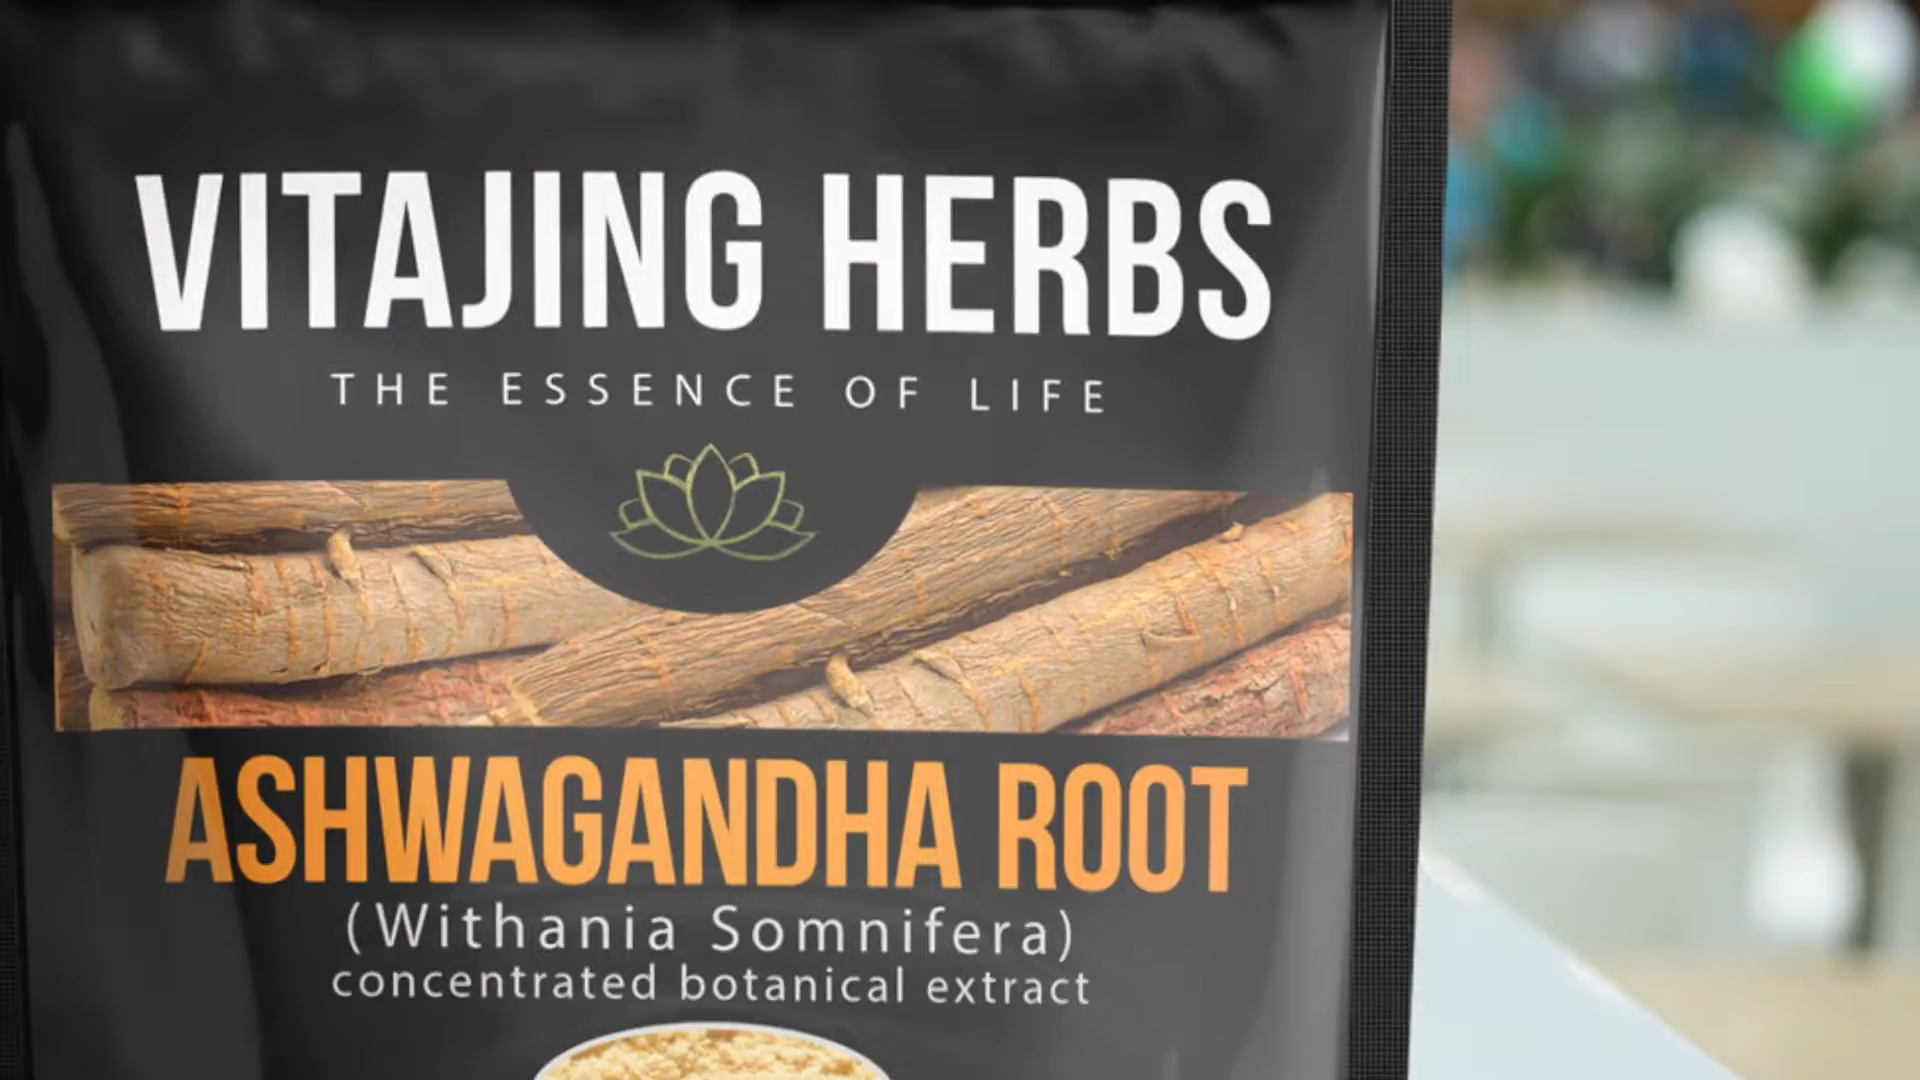 VITAJING HERBS
THE ESSENCE OF LIFE
ASHWAGANDHA ROOT
(Withania Somnifera)
concentrated botanical extract